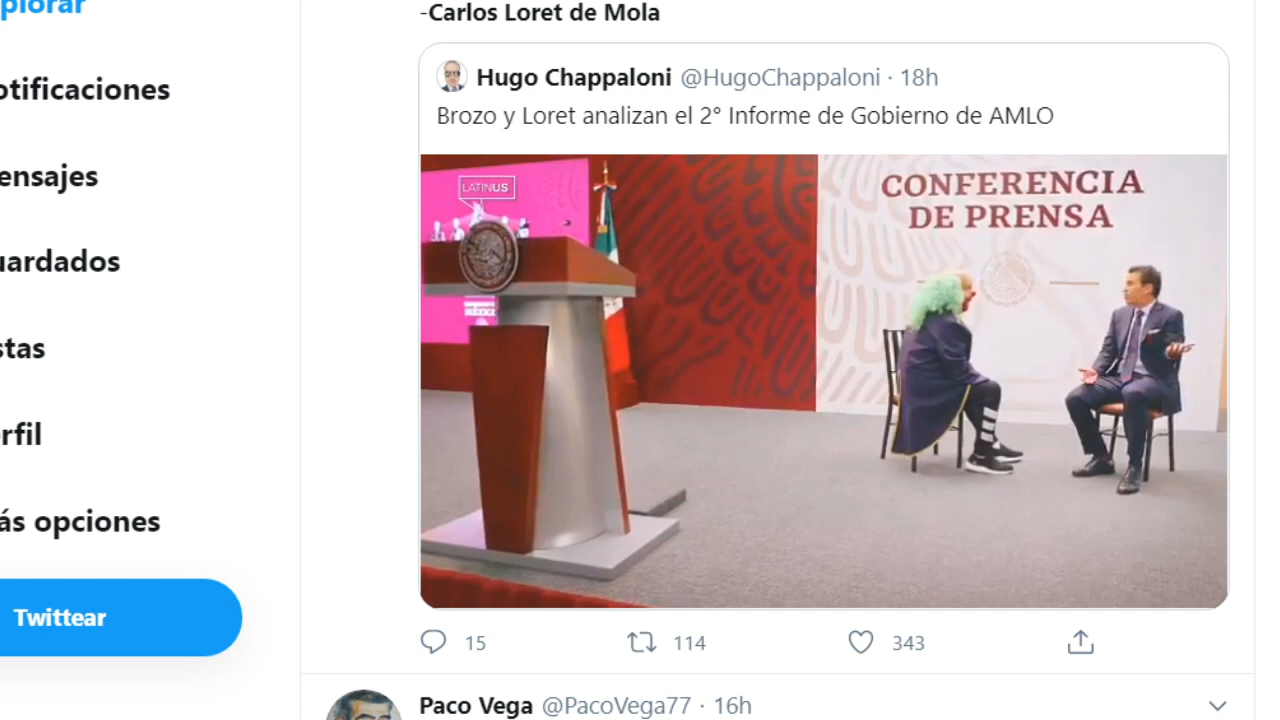 plorar
otificaciones
ensajes
uardados
stas
rfil
ás opciones
Twittear
-Carlos Loret de Mola
Hugo Chappaloni @HugoChappaloni · 18h
Brozo y Loret analizan el 2° Informe de Gobierno de AMLO
LATINUS
CONFERENCIA
DE PRENSA
15 114 343
Paco Vega @PacoVega77 · 16h